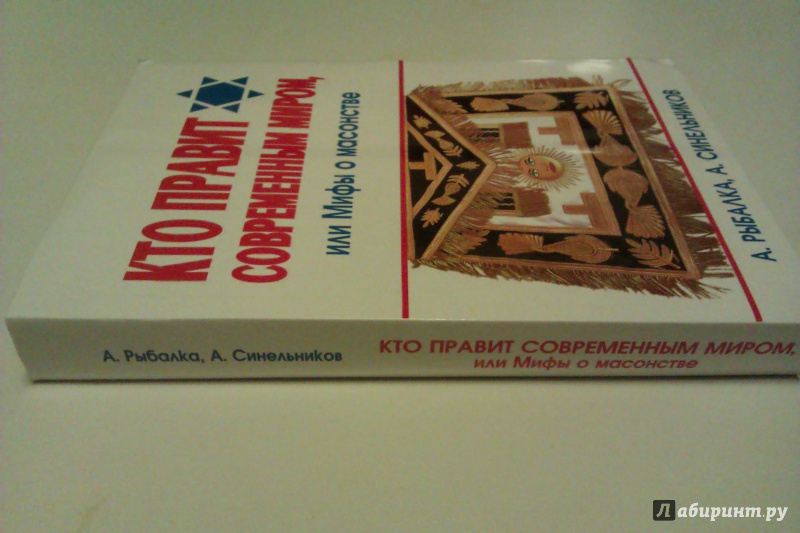 КТО ПРАВИТ
СОВРЕМЕННЫМ МИРОМ,
или Мифы о масонстве
А. РЫБАЛКА, А. СИНЕЛЬНИКОВ
А. Рыбалка, А. Синельников
КТО ПРАВИТ СОВРЕМЕННЫМ МИРОМ,
или Мифы о масонстве
Лабиринт.ру